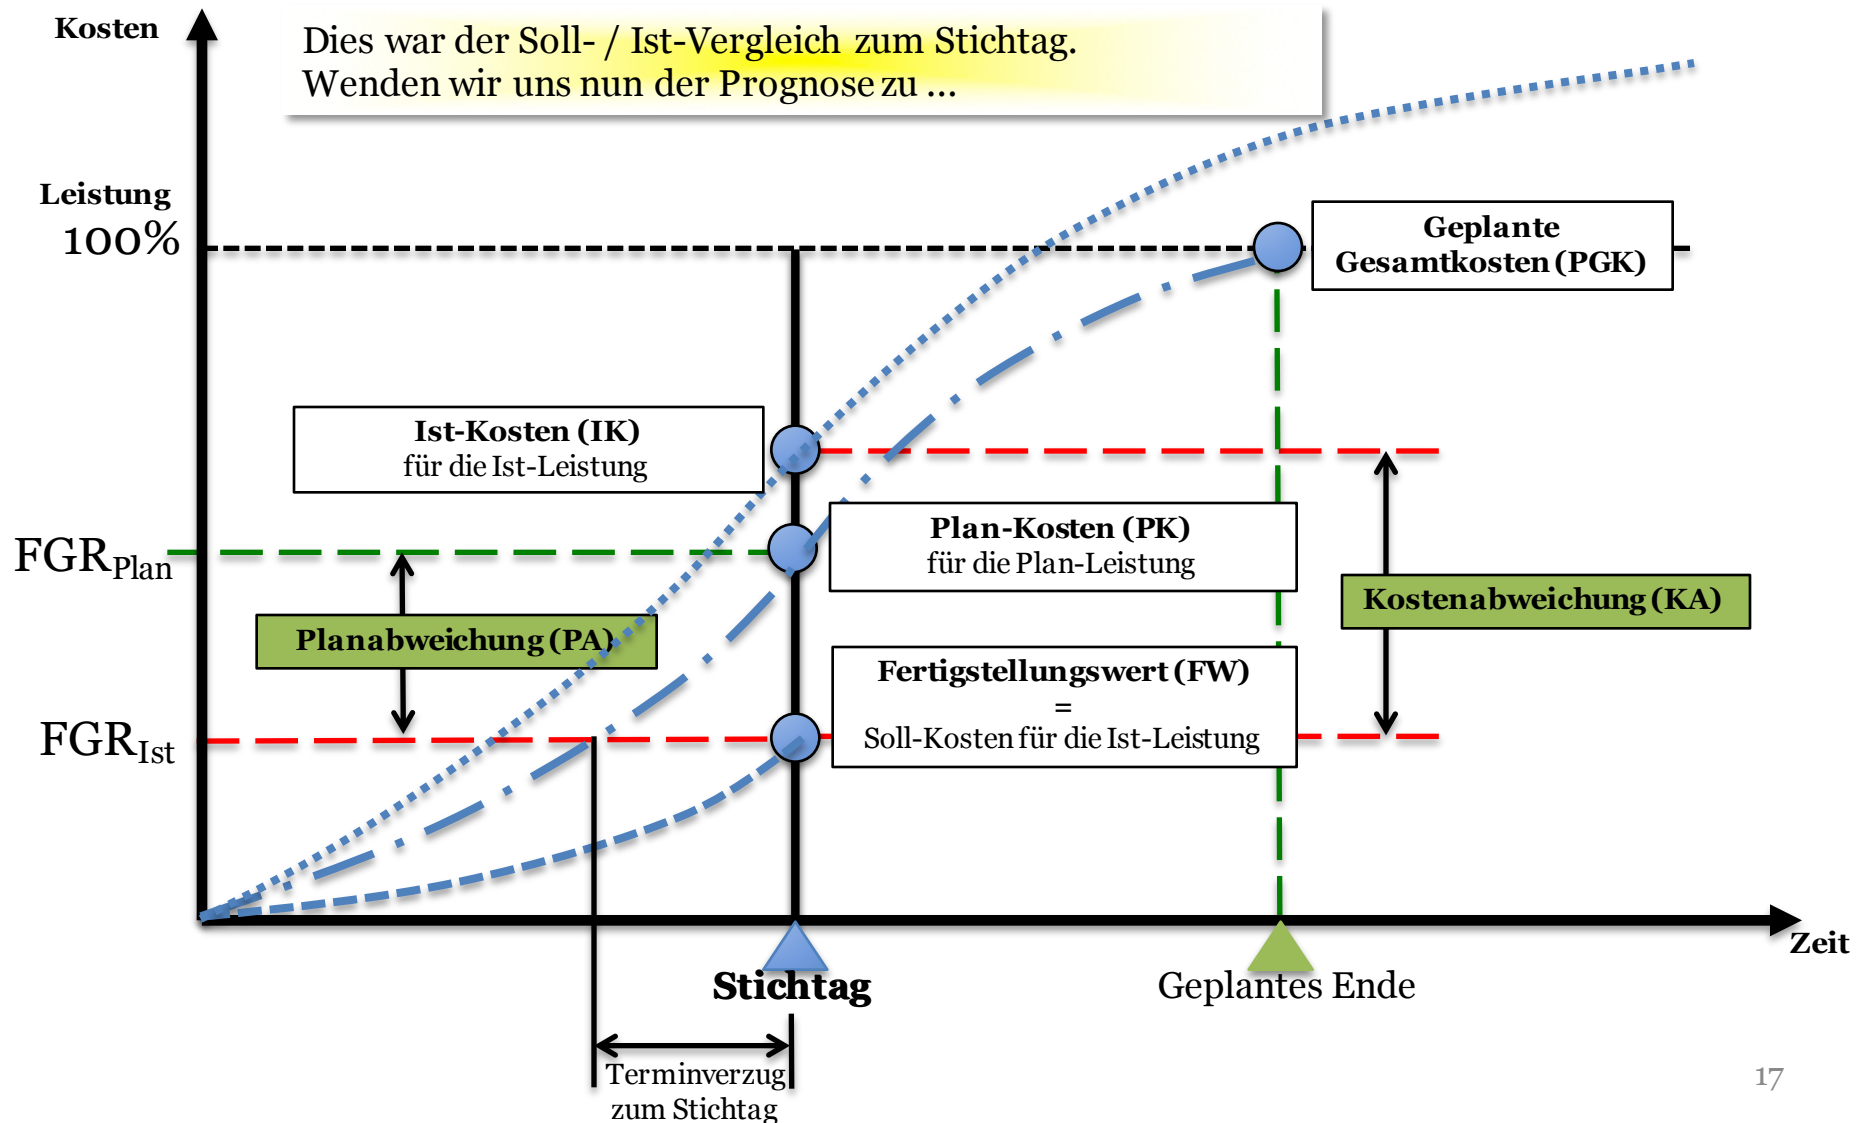 Kosten
Dies war der Soll- / Ist-Vergleich zum Stichtag.
Wenden wir uns nun der Prognose zu ...
Leistung
100%
Geplante
Gesamtkosten (PGK)
Ist-Kosten (IK)
für die Ist-Leistung
Plan-Kosten (PK)
für die Plan-Leistung
FGRPlan
Kostenabweichung (KA)
Planabweichung (PA)
Fertigstellungswert (FW)
=
Soll-Kosten für die Ist-Leistung
FGRIst
Zeit
Stichtag
Geplantes Ende
Terminverzug
zum Stichtag
17